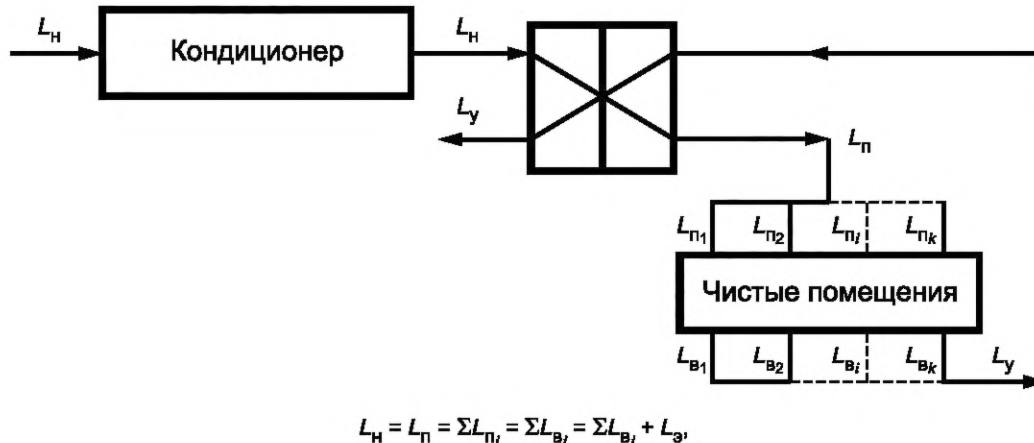 Lн
Кондиционер
Lн
Lу
Lп
Lп1 Lп2 Lпi Lпk
Чистые помещения
Lв1 Lв2 Lвi Lвk
Lу
Lн = Lп = ΣLпi = ΣLвi = ΣLвi + Lэ,